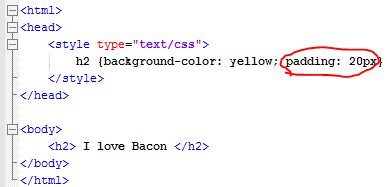 <html>
<head>
<style type="text/css">
h2 {background-color: yellow; padding: 20px}
</style>
</head>
<body>
<h2> I love Bacon </h2>
</body>
</html>